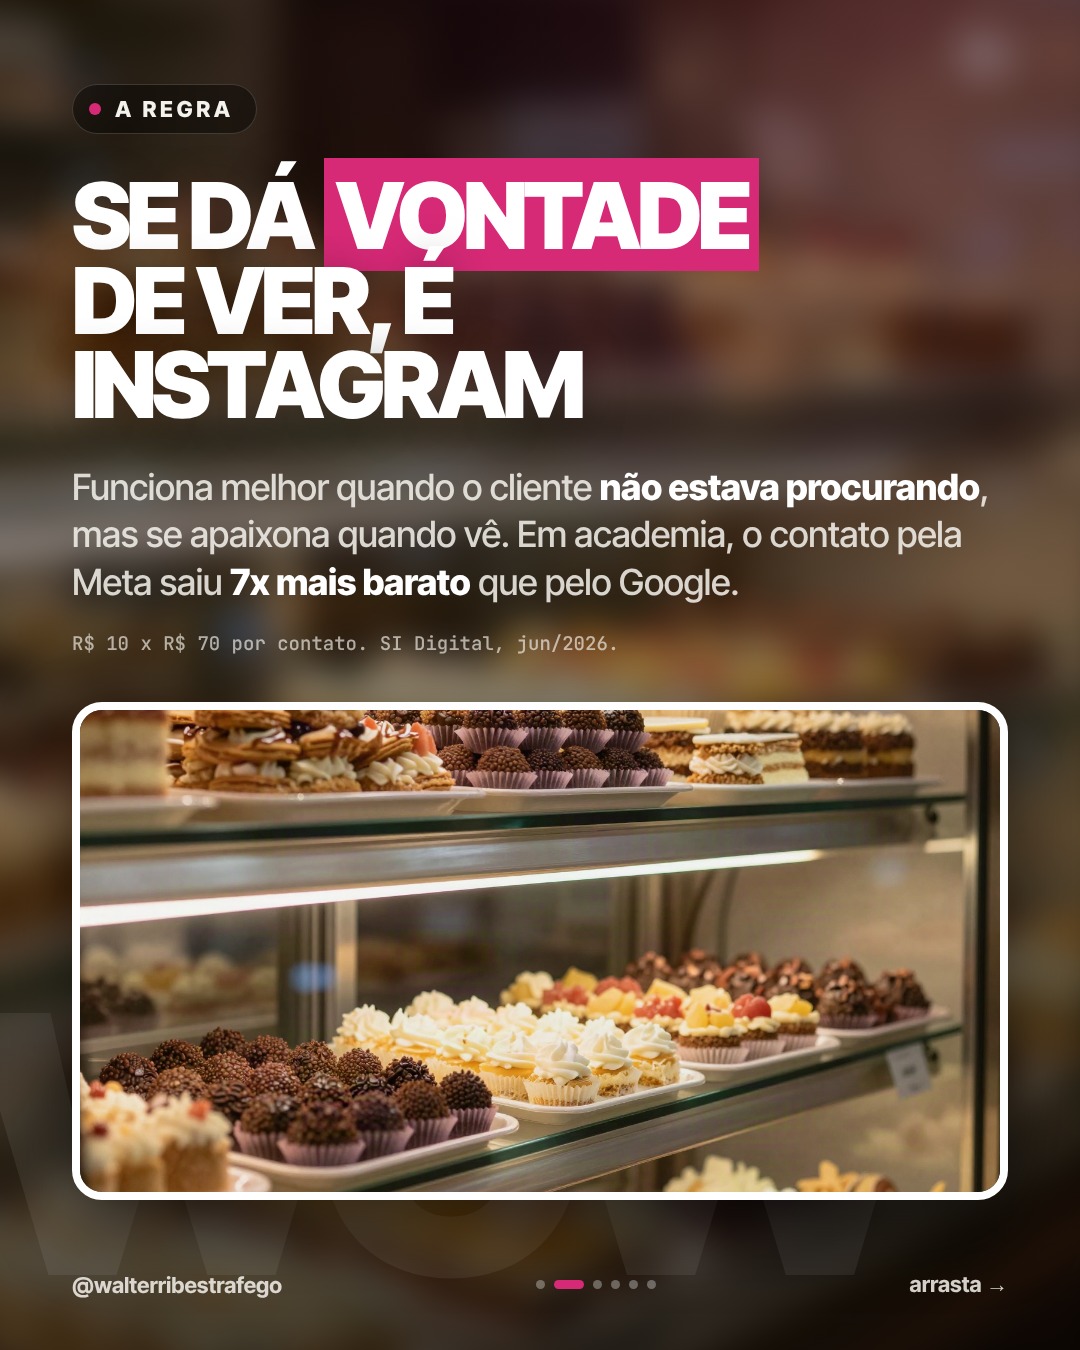 A REGRA
SE DÁ VONTADE
DE VER, É
INSTAGRAM
Funciona melhor quando o cliente não estava procurando,
mas se apaixona quando vê. Em academia, o contato pela
Meta saiu 7x mais barato que pelo Google.
R$ 10 x R$ 70 por contato. SI Digital, jun/2026.
wow
@walterribestrafego
arrasta →